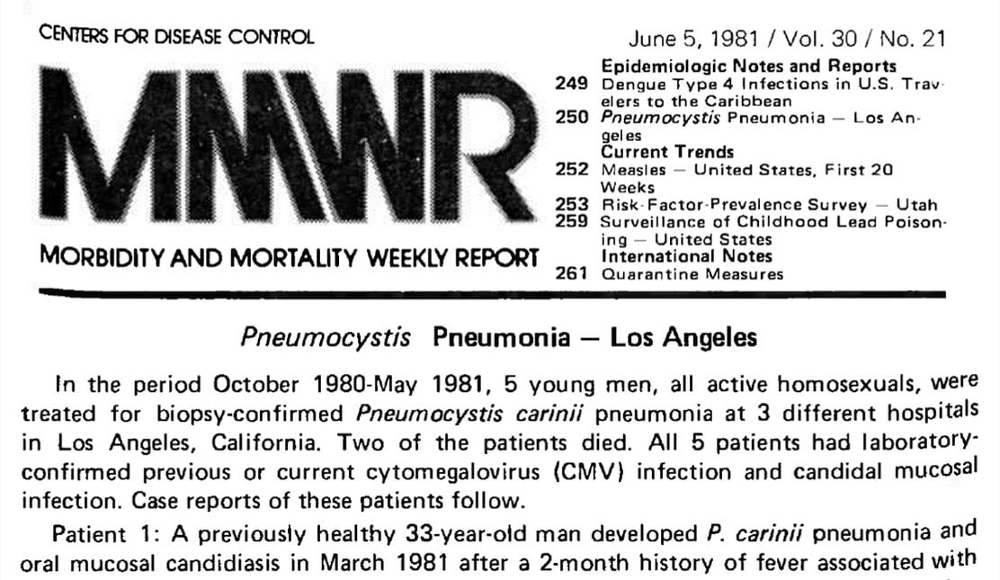 CENTERS FOR DISEASE CONTROL
June 5, 1981 / Vol. 30 / No. 21
MMWR
MORBIDITY AND MORTALITY WEEKLY REPORT
Epidemiologic Notes and Reports
249 Dengue Type 4 Infections in U.S. Trav-
elers to the Caribbean
250 Pneumocystis Pneumonia — Los An-
geles
Current Trends
252 Measles — United States, First 20
Weeks
253 Risk-Factor-Prevalence Survey — Utah
259 Surveillance of Childhood Lead Poison-
ing — United States
International Notes
261 Quarantine Measures
Pneumocystis Pneumonia — Los Angeles
In the period October 1980-May 1981, 5 young men, all active homosexuals, were
treated for biopsy-confirmed Pneumocystis carinii pneumonia at 3 different hospitals
in Los Angeles, California. Two of the patients died. All 5 patients had laboratory-
confirmed previous or current cytomegalovirus (CMV) infection and candidal mucosal
infection. Case reports of these patients follow.
Patient 1: A previously healthy 33-year-old man developed P. carinii pneumonia and
oral mucosal candidiasis in March 1981 after a 2-month history of fever associated with